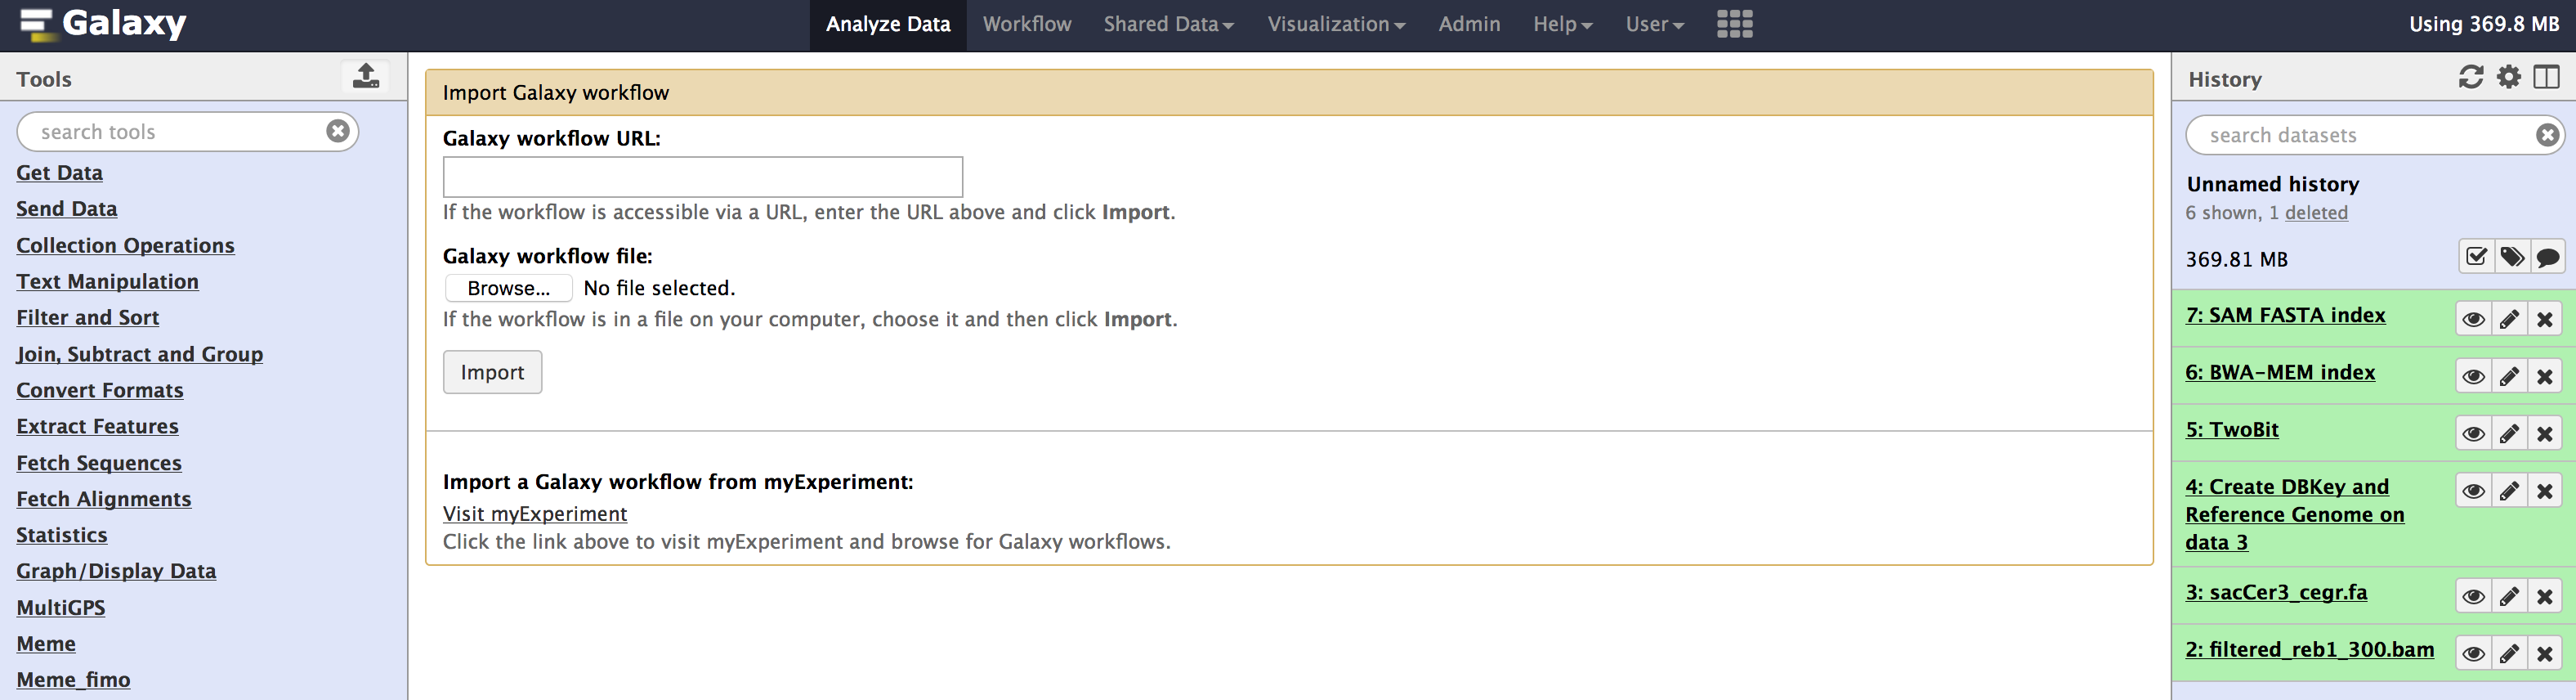 Galaxy
Analyze Data Workflow Shared Data Visualization Admin Help User
Using 369.8 MB
Tools
search tools
Get Data
Send Data
Collection Operations
Text Manipulation
Filter and Sort
Join, Subtract and Group
Convert Formats
Extract Features
Fetch Sequences
Fetch Alignments
Statistics
Graph/Display Data
MultiGPS
Meme
Meme_fimo
Import Galaxy workflow
Galaxy workflow URL:
If the workflow is accessible via a URL, enter the URL above and click Import.
Galaxy workflow file:
Browse... No file selected.
If the workflow is in a file on your computer, choose it and then click Import.
Import
Import a Galaxy workflow from myExperiment:
Visit myExperiment
Click the link above to visit myExperiment and browse for Galaxy workflows.
History
search datasets
Unnamed history
6 shown, 1 deleted
369.81 MB
7: SAM FASTA index
6: BWA-MEM index
5: TwoBit
4: Create DBKey and
Reference Genome on
data 3
3: sacCer3_cegr.fa
2: filtered_reb1_300.bam